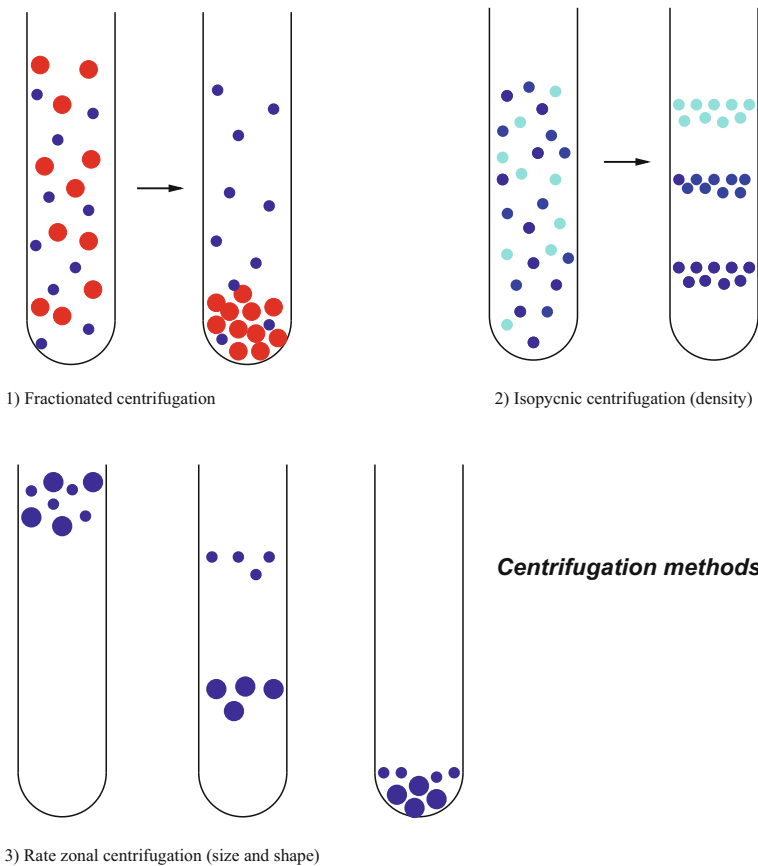 1) Fractionated centrifugation
2) Isopycnic centrifugation (density)
Centrifugation methods
3) Rate zonal centrifugation (size and shape)